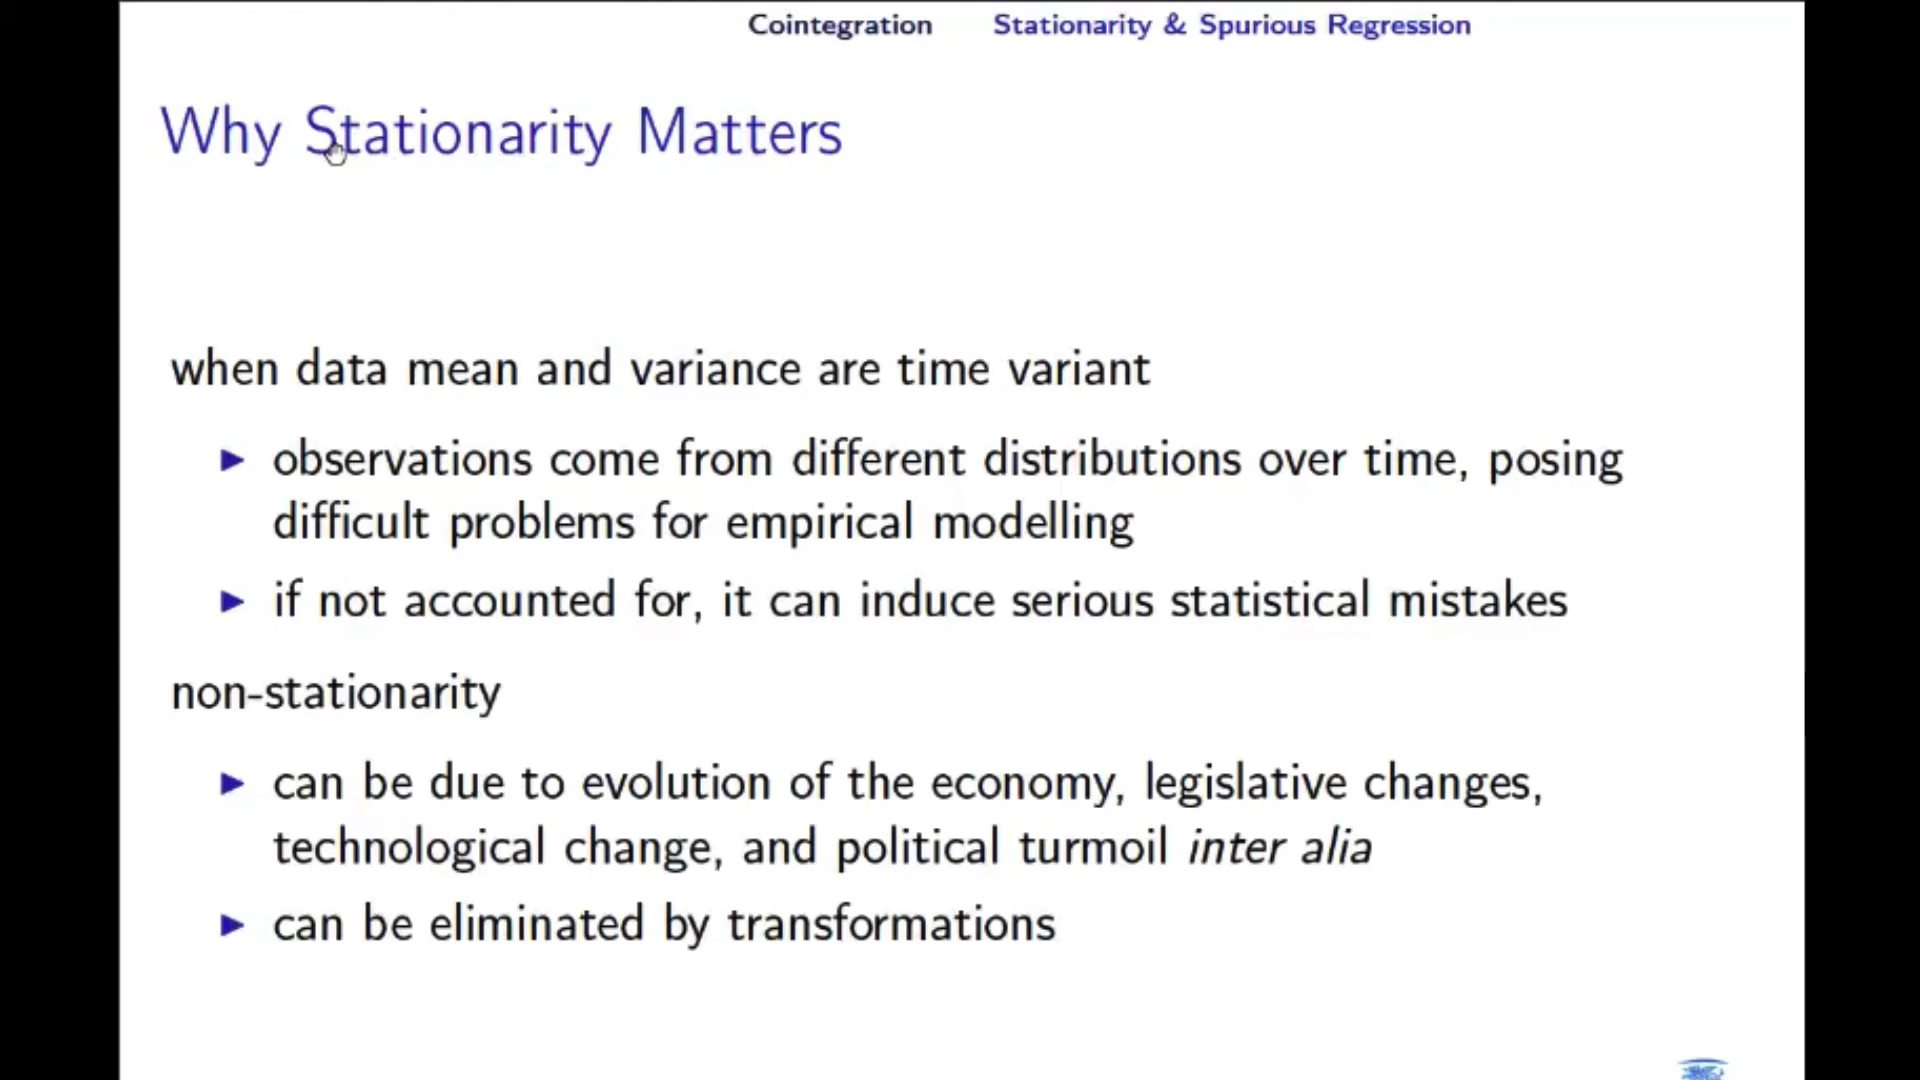 Cointegration Stationarity & Spurious Regression
Why Stationarity Matters
when data mean and variance are time variant
► observations come from different distributions over time, posing
difficult problems for empirical modelling
► if not accounted for, it can induce serious statistical mistakes
non-stationarity
► can be due to evolution of the economy, legislative changes,
technological change, and political turmoil inter alia
► can be eliminated by transformations